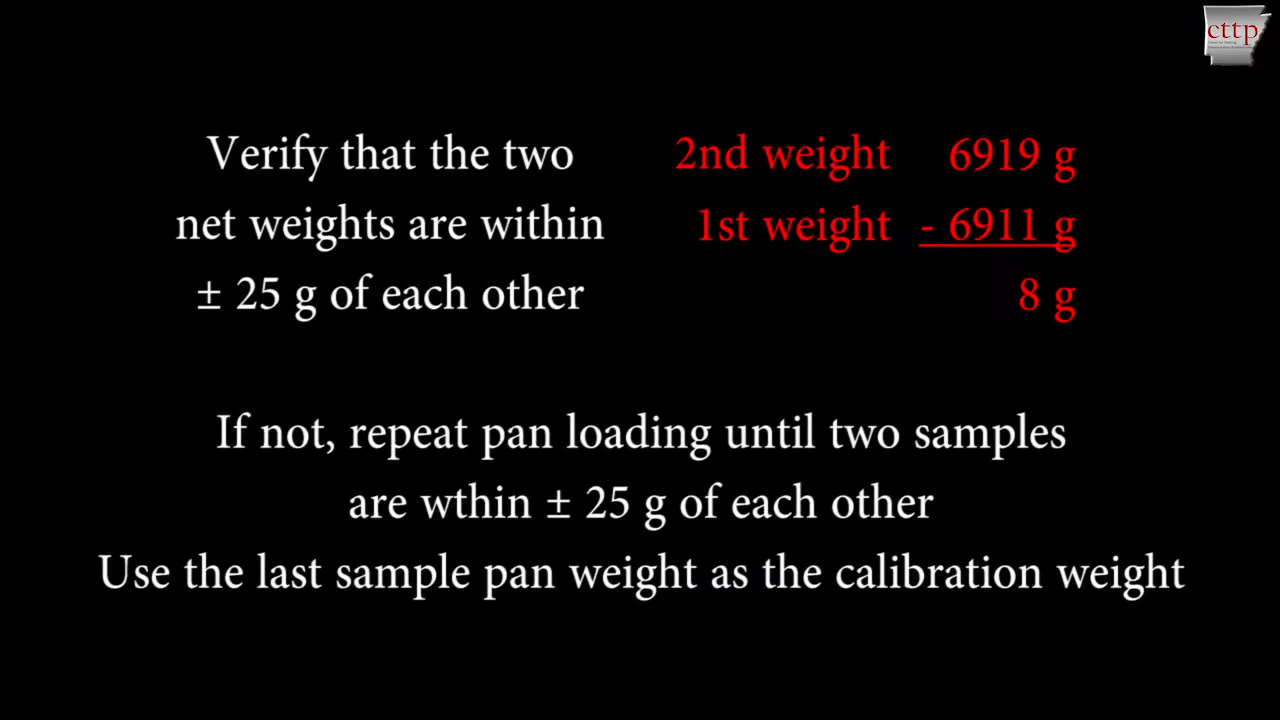 cttp
Verify that the two
net weights are within
± 25 g of each other
2nd weight 6919 g
1st weight - 6911 g
8 g
If not, repeat pan loading until two samples
are wthin ± 25 g of each other
Use the last sample pan weight as the calibration weight